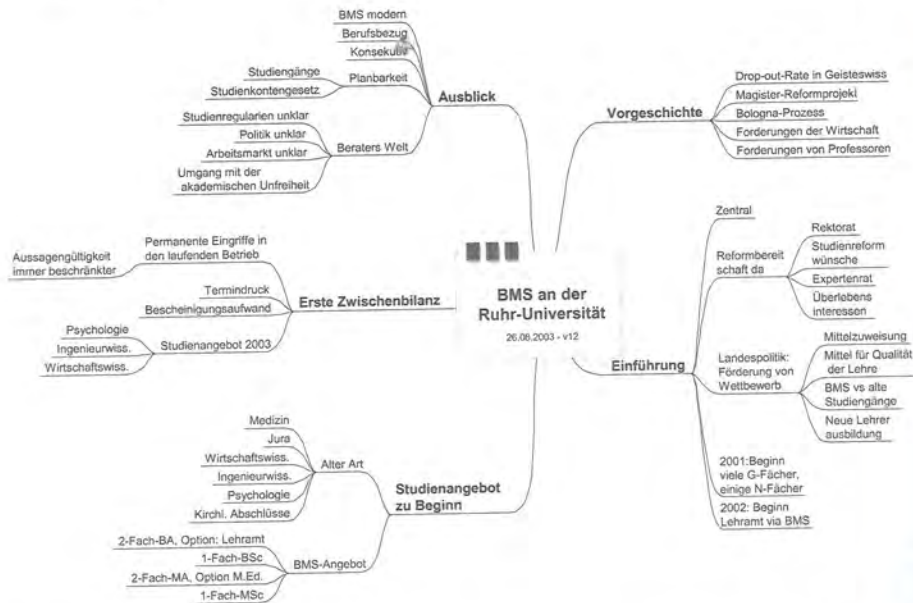 BMS an der
Ruhr-Universität
26.08.2003 - v12
Vorgeschichte
Drop-out-Rate in Geisteswiss
Magister-Reformprojekt
Bologna-Prozess
Forderungen der Wirtschaft
Forderungen von Professoren
Einführung
Zentral
Reformbereit
schaft da
Rektorat
Studienreform
wünsche
Expertenrat
Überlebens
interessen
Landespolitik:
Förderung von
Wettbewerb
Mittelzuweisung
Mittel für Qualität
der Lehre
BMS vs alte
Studiengänge
Neue Lehrer
ausbildung
2001:Beginn
viele G-Fächer,
einige N-Fächer
2002: Beginn
Lehramt via BMS
Studienangebot
zu Beginn
Alter Art
Medizin
Jura
Wirtschaftswiss.
Ingenieurwiss.
Psychologie
Kirchl. Abschlüsse
BMS-Angebot
2-Fach-BA, Option: Lehramt
1-Fach-BSc
2-Fach-MA, Option M.Ed.
1-Fach-MSc
Erste Zwischenbilanz
Permanente Eingriffe in
den laufenden Betrieb
Aussagengültigkeit
immer beschränkter
Termindruck
Bescheinigungsaufwand
Studienangebot 2003
Psychologie
Ingenieurwiss.
Wirtschaftswiss.
Ausblick
BMS modern
Berufsbezug
Planbarkeit
Studiengänge
Studienkontengesetz
Beraters Welt
Studienregularien unklar
Politik unklar
Arbeitsmarkt unklar
Umgang mit der
akademischen Unfreiheit